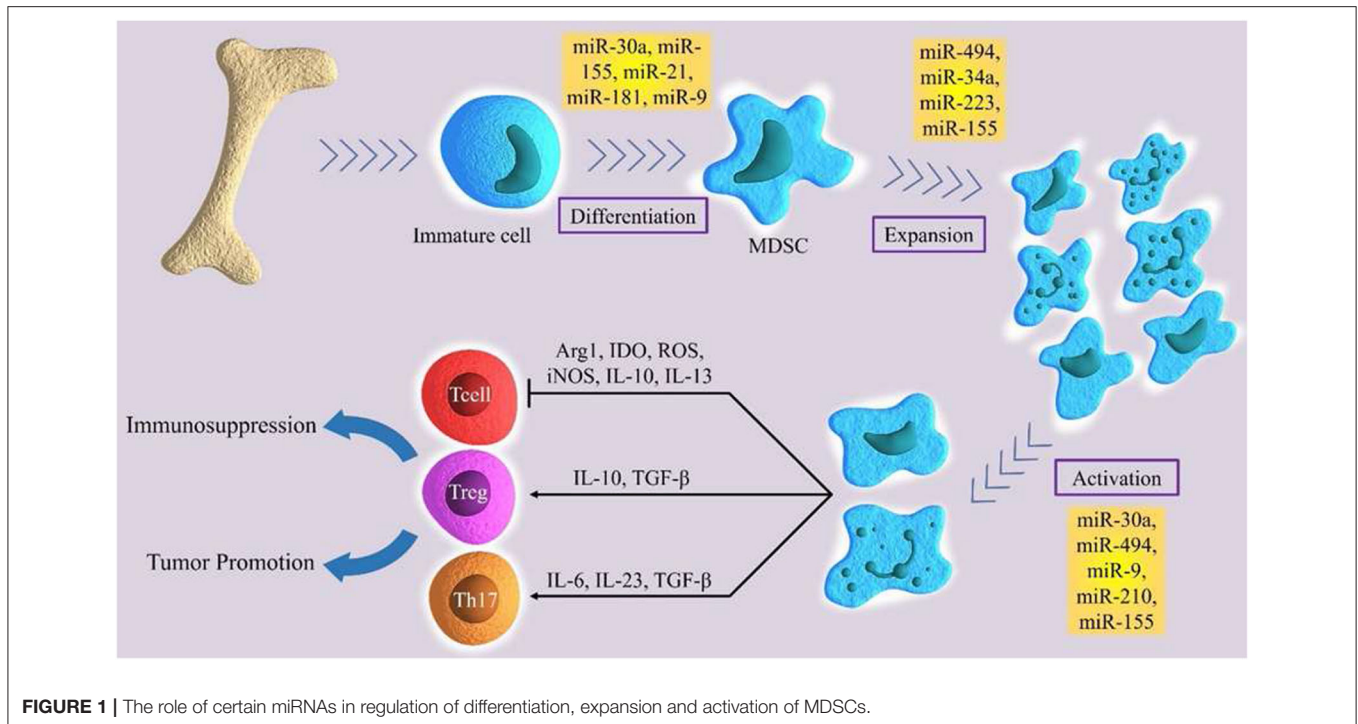 miR-30a, miR-
155, miR-21,
miR-181, miR-9
miR-494,
miR-34a,
miR-223,
miR-155
Immature cell
Differentiation
MDSC
Expansion
Arg1, IDO, ROS,
iNOS, IL-10, IL-13
Tcell
Immunosuppression
Treg
IL-10, TGF-β
Activation
Tumor Promotion
Th17
IL-6, IL-23, TGF-β
miR-30a,
miR-494,
miR-9,
miR-210,
miR-155
FIGURE 1 | The role of certain miRNAs in regulation of differentiation, expansion and activation of MDSCs.